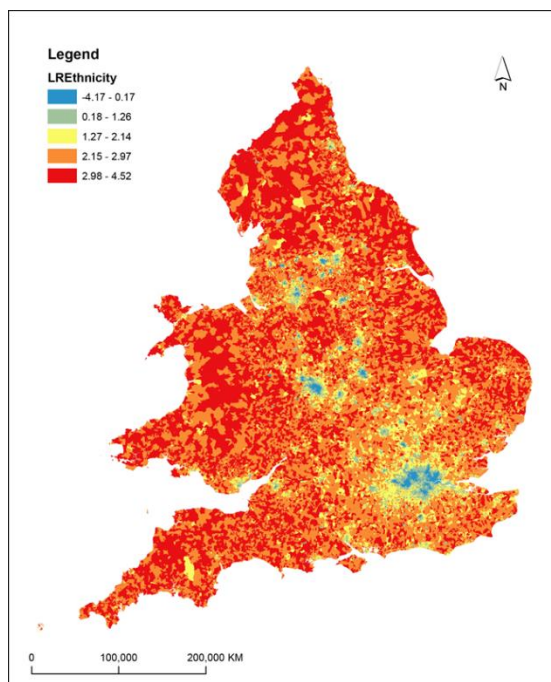 Legend
LREthnicity
-4.17 - 0.17
0.18 - 1.26
1.27 - 2.14
2.15 - 2.97
2.98 - 4.52
N
0 100,000 200,000 KM